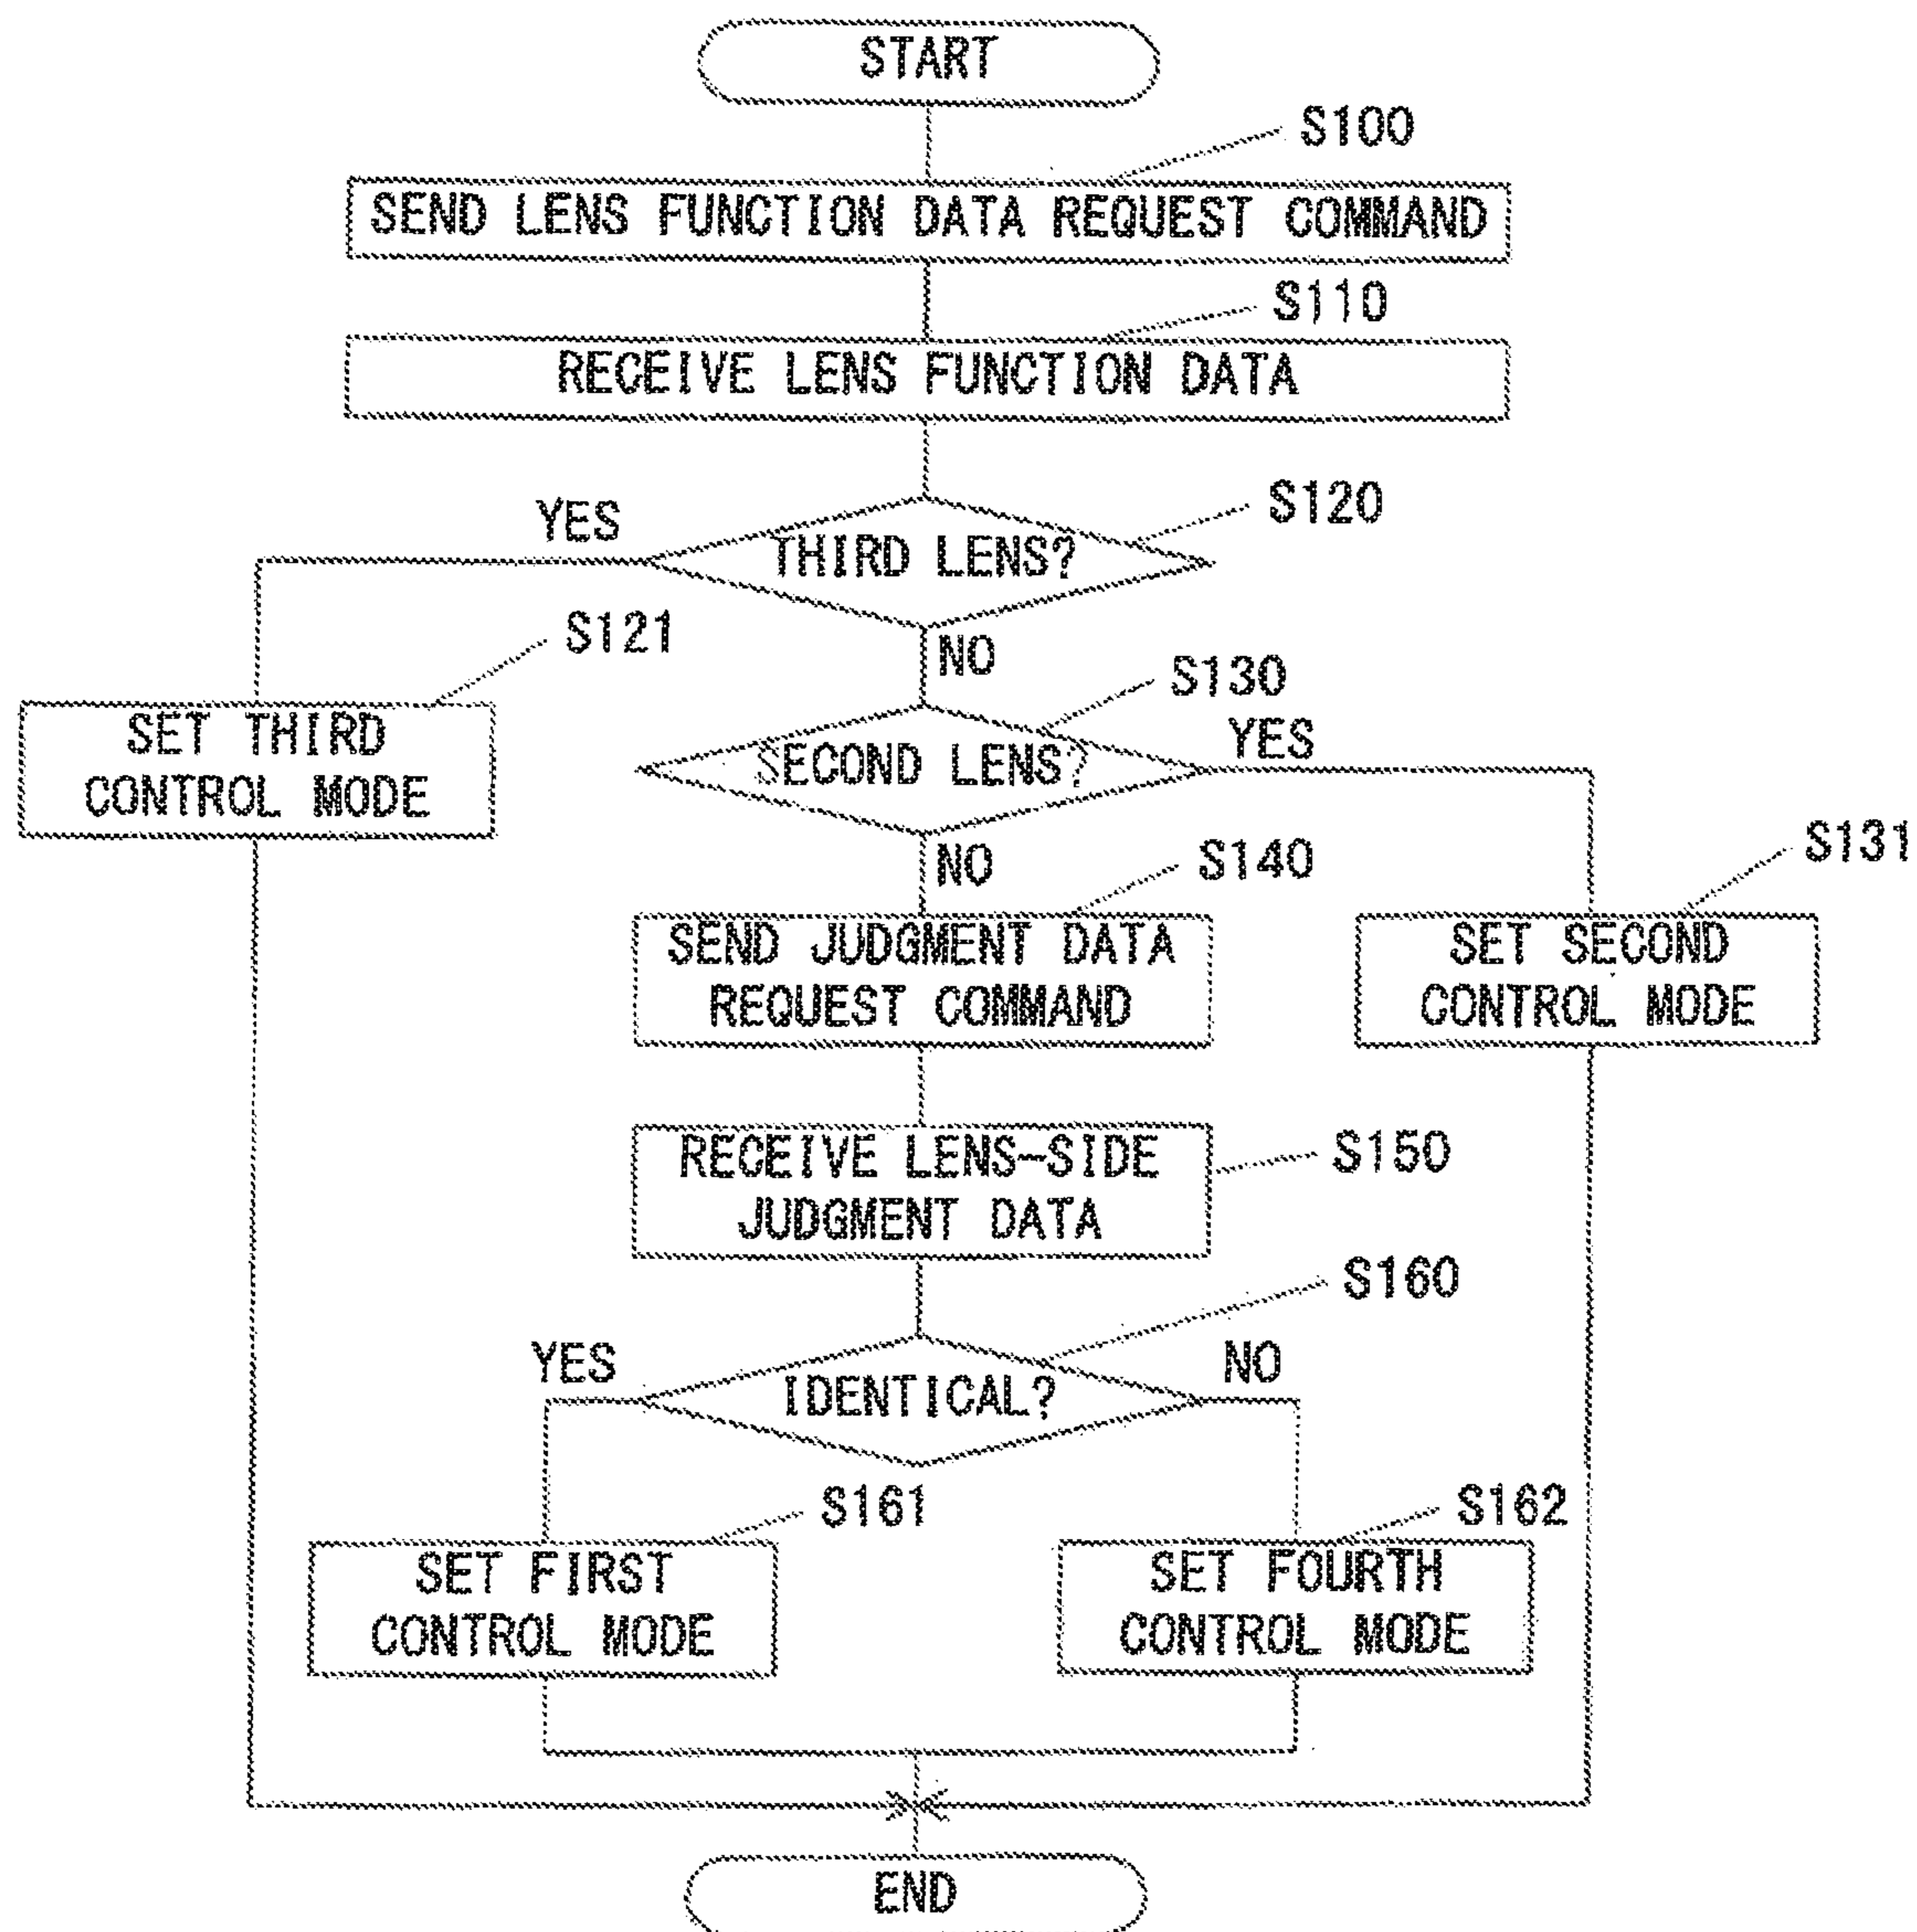 START
S100
SEND LENS FUNCTION DATA REQUEST COMMAND
S110
RECEIVE LENS FUNCTION DATA
S120
YES
THIRD LENS?
S121
NO
S130
SET THIRD
CONTROL MODE
SECOND LENS?
YES
S131
NO
S140
SEND JUDGMENT DATA
REQUEST COMMAND
SET SECOND
CONTROL MODE
RECEIVE LENS-SIDE
JUDGMENT DATA
S150
S160
YES
IDENTICAL?
NO
S161
S162
SET FIRST
CONTROL MODE
SET FOURTH
CONTROL MODE
END